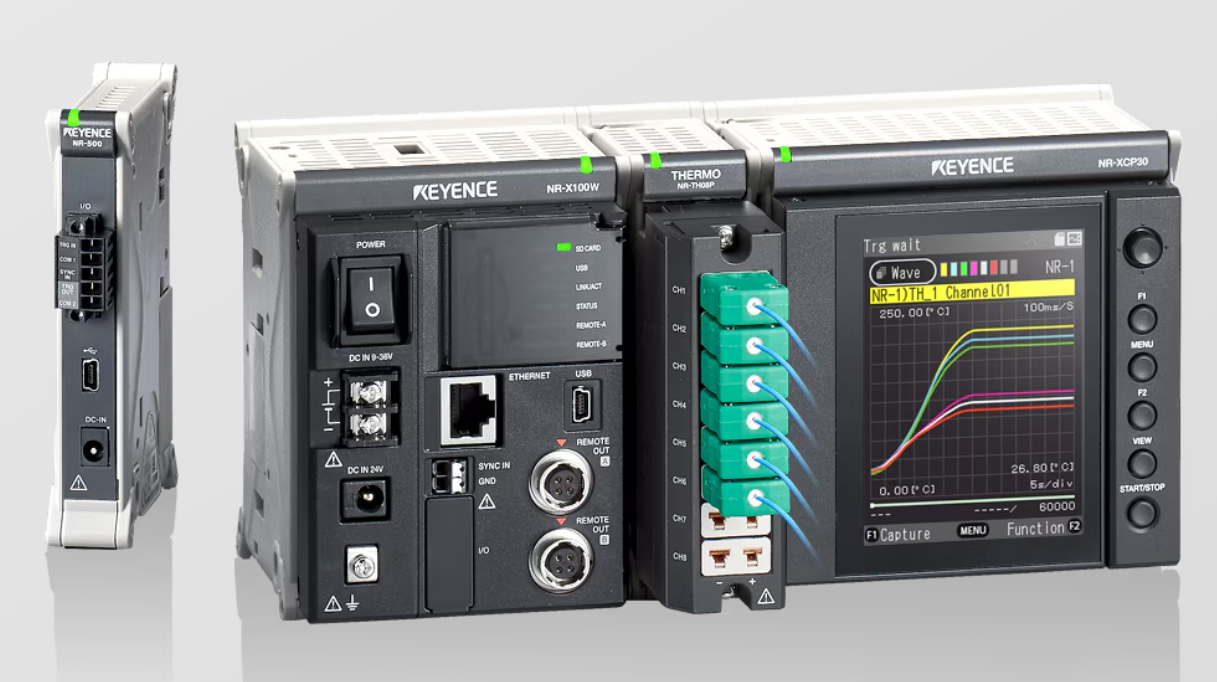 KEYENCE
NR-500
I/O
TRG IN
COM 1
SYNC
IN
TRG
OUT
COM 2
DC-IN
KEYENCE
NR-X100W
POWER
I
O
DC IN 9-36V
+
-
DC IN 24V
SD CARD
USB
LINK/ACT
STATUS
REMOTE-A
REMOTE-B
ETHERNET
USB
SYNC IN
GND
I/O
REMOTE
OUT
A
REMOTE
OUT
B
THERMO
NR-TH08P
CH1
CH2
CH3
CH4
CH5
CH6
CH7
CH8
- +
KEYENCE
NR-XCP30
Trg wait
Wave NR-1
NR-1)TH_1 Channel01
250.00[°C] 100ms/S
26.80[°C]
0.00[°C] 5s/div
--- -----/ 60000
F1 Capture MENU Function F2
F1
MENU
F2
VIEW
START/STOP